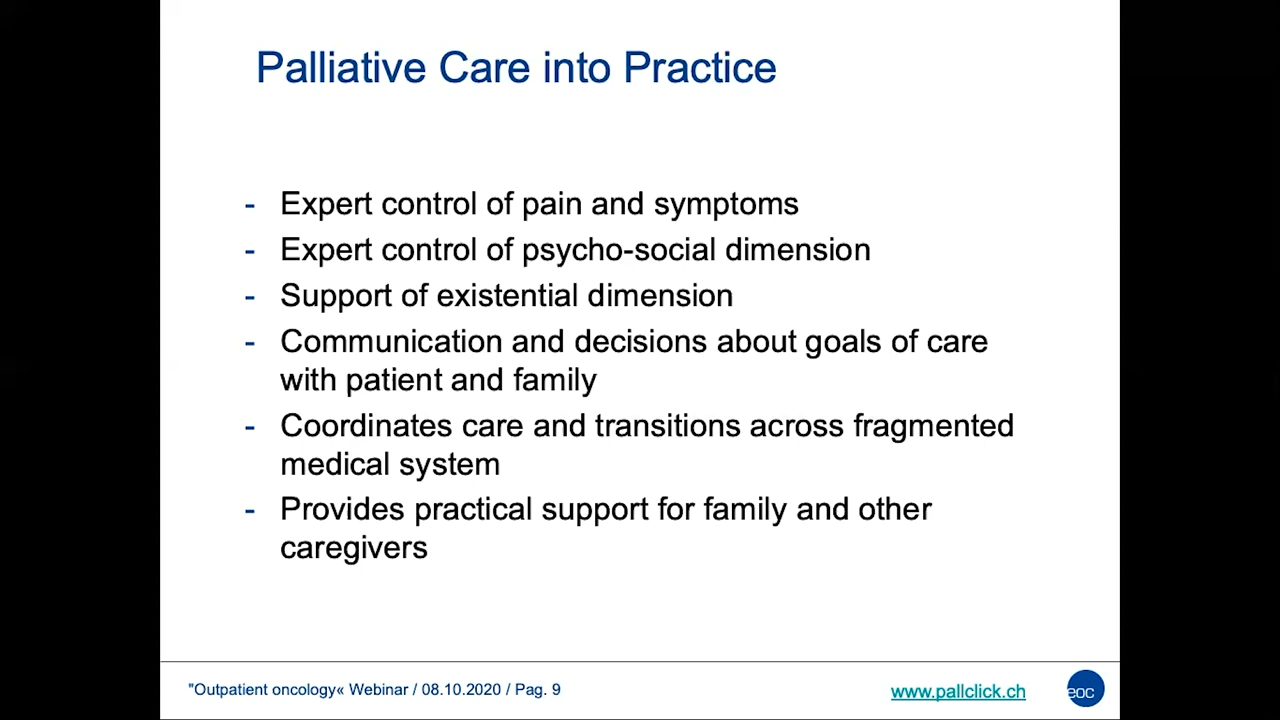 Palliative Care into Practice
- Expert control of pain and symptoms
- Expert control of psycho-social dimension
- Support of existential dimension
- Communication and decisions about goals of care
with patient and family
- Coordinates care and transitions across fragmented
medical system
- Provides practical support for family and other
caregivers
"Outpatient oncology« Webinar / 08.10.2020 / Pag. 9
www.pallclick.ch
eoc